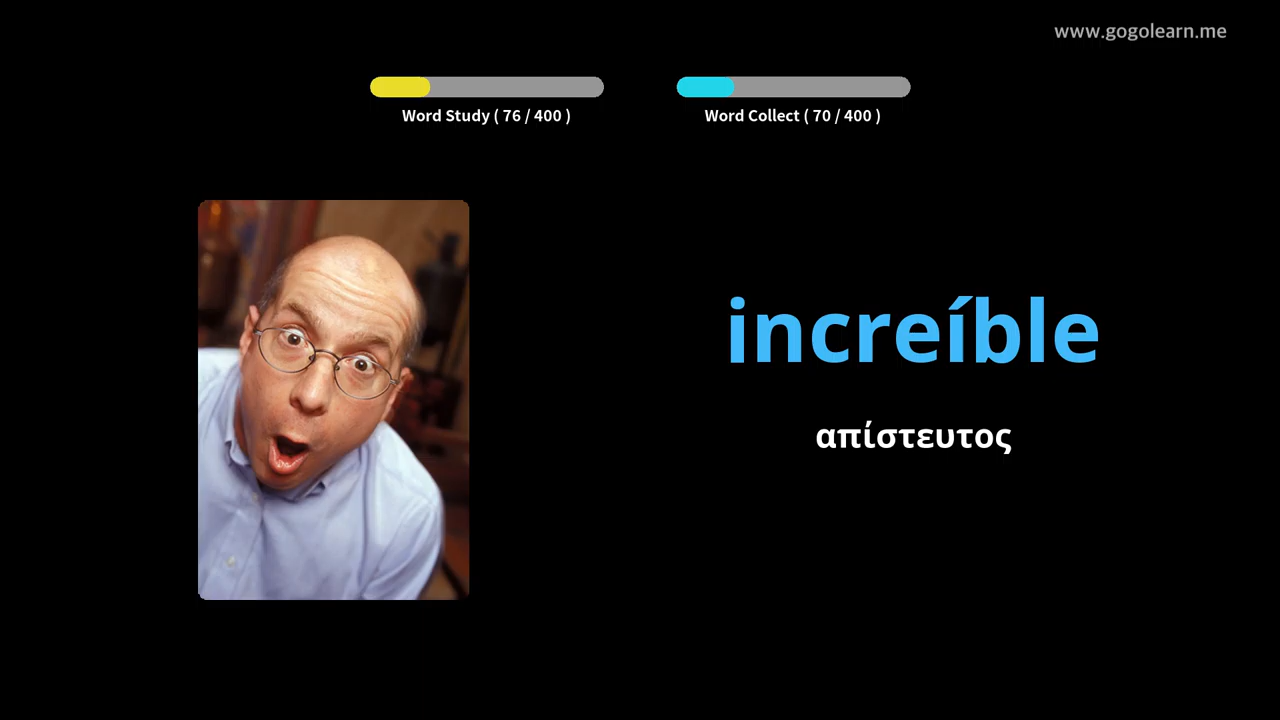 www.gogolearn.me
Word Study ( 76 / 400 )
Word Collect ( 70 / 400 )
increíble
απίστευτος